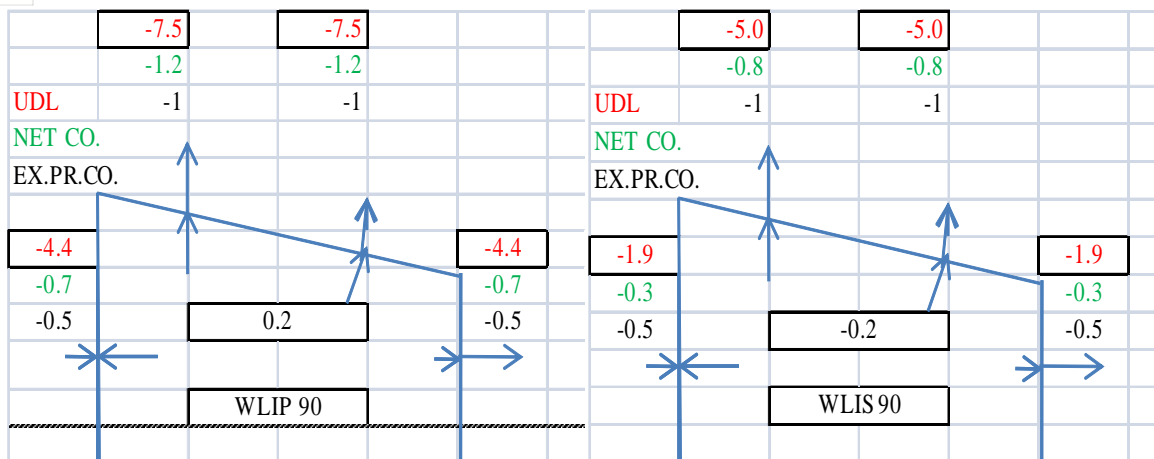 -7.5 -7.5
-1.2 -1.2
UDL -1 -1
NET CO.
EX.PR.CO.
-4.4 -4.4
-0.7 -0.7
-0.5 0.2 -0.5
WLIP 90
-5.0 -5.0
-0.8 -0.8
UDL -1 -1
NET CO.
EX.PR.CO.
-1.9 -1.9
-0.3 -0.3
-0.5 -0.2 -0.5
WLIS 90